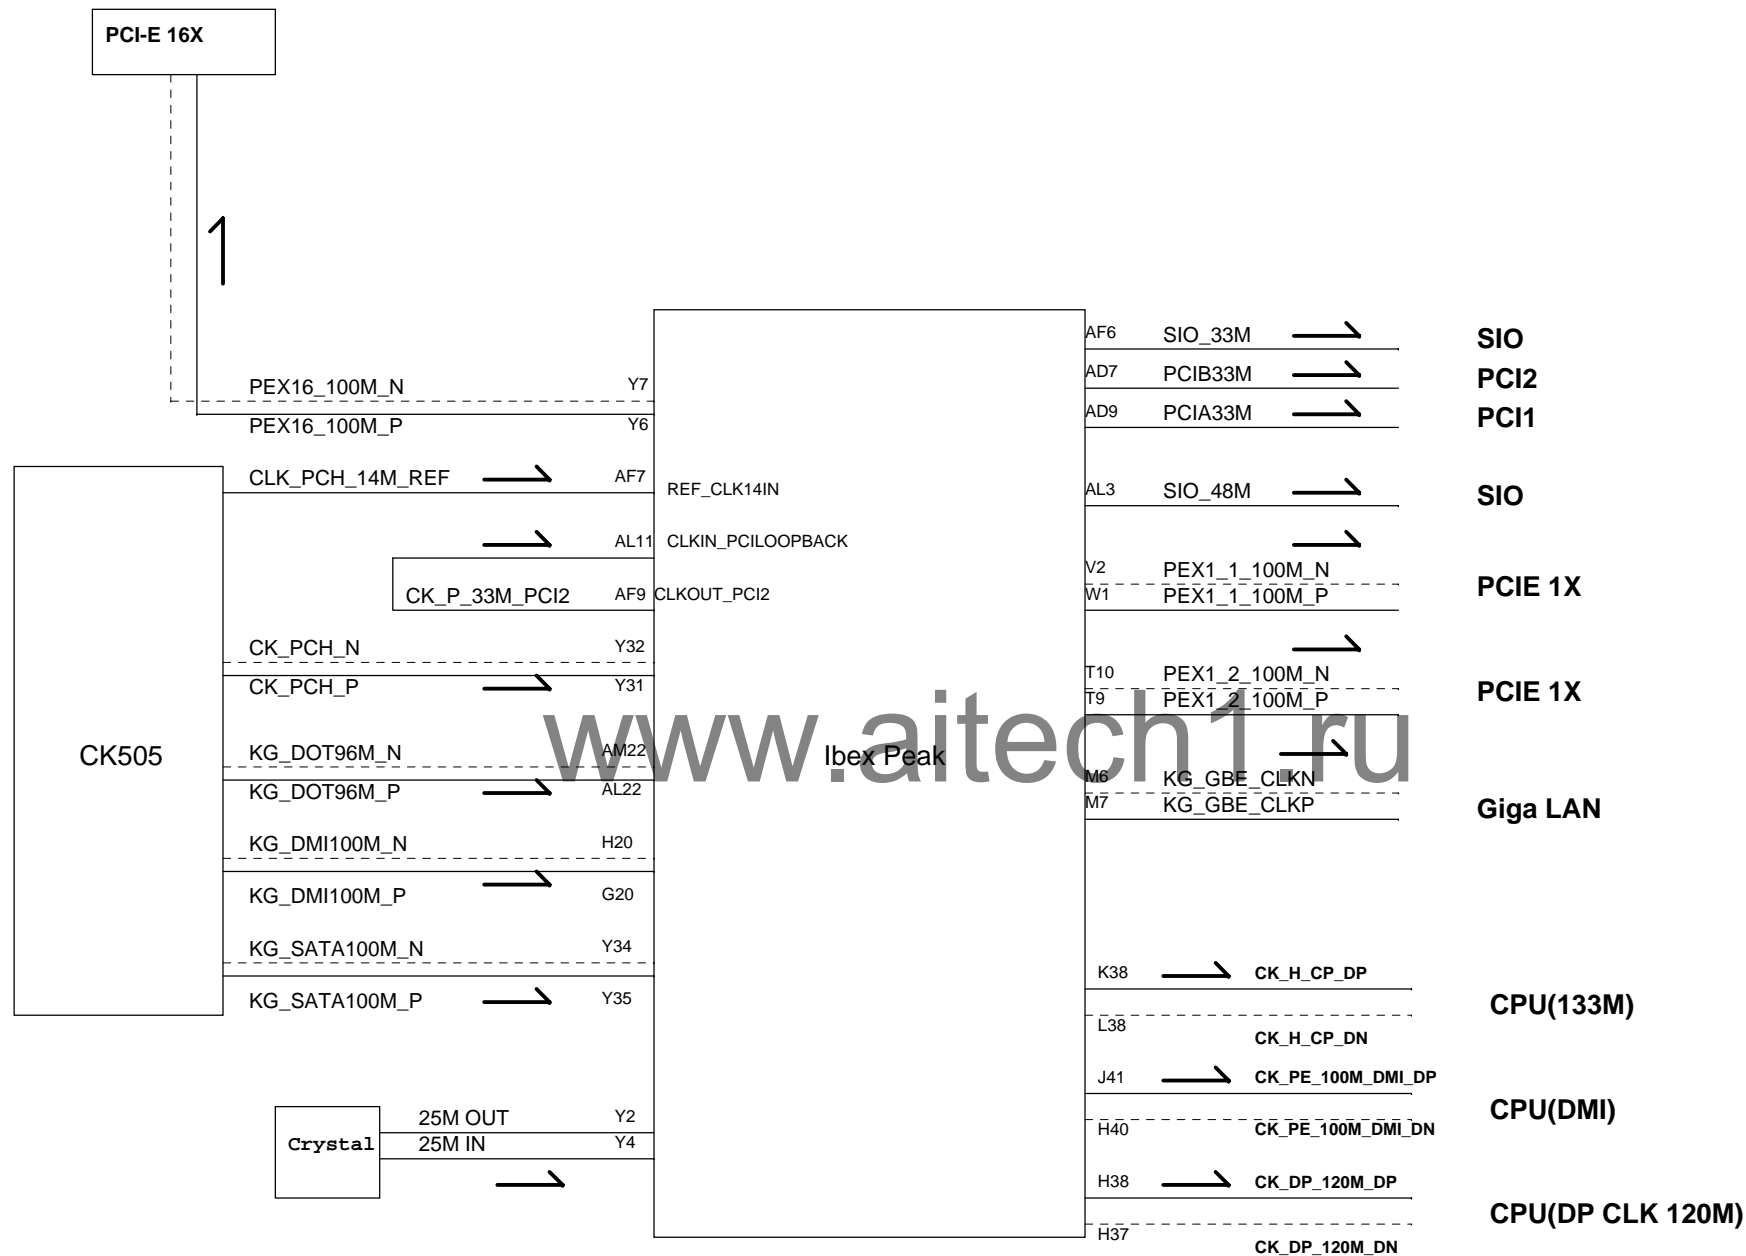 PCI-E 16X
AF6 SIO_33M SIO
AD7 PCIB33M PCI2
AD9 PCIA33M PCI1
PEX16_100M_N Y7
PEX16_100M_P Y6
CLK_PCH_14M_REF AF7 REF_CLK14IN
AL3 SIO_48M SIO
AL11 CLKIN_PCILOOPBACK
CK_P_33M_PCI2 AF9 CLKOUT_PCI2
V2 PEX1_1_100M_N
W1 PEX1_1_100M_P
PCIE 1X
CK_PCH_N Y32
CK_PCH_P Y31
T10 PEX1_2_100M_N
T9 PEX1_2_100M_P
PCIE 1X
www.aitech1.ru
CK505
Ibex Peak
KG_DOT96M_N AM22
KG_DOT96M_P AL22
M6 KG_GBE_CLKN
M7 KG_GBE_CLKP
Giga LAN
KG_DMI100M_N H20
KG_DMI100M_P G20
KG_SATA100M_N Y34
KG_SATA100M_P Y35
K38 CK_H_CP_DP
L38 CK_H_CP_DN
CPU(133M)
J41 CK_PE_100M_DMI_DP
H40 CK_PE_100M_DMI_DN
CPU(DMI)
Crystal
25M OUT Y2
25M IN Y4
H38 CK_DP_120M_DP
H37 CK_DP_120M_DN
CPU(DP CLK 120M)